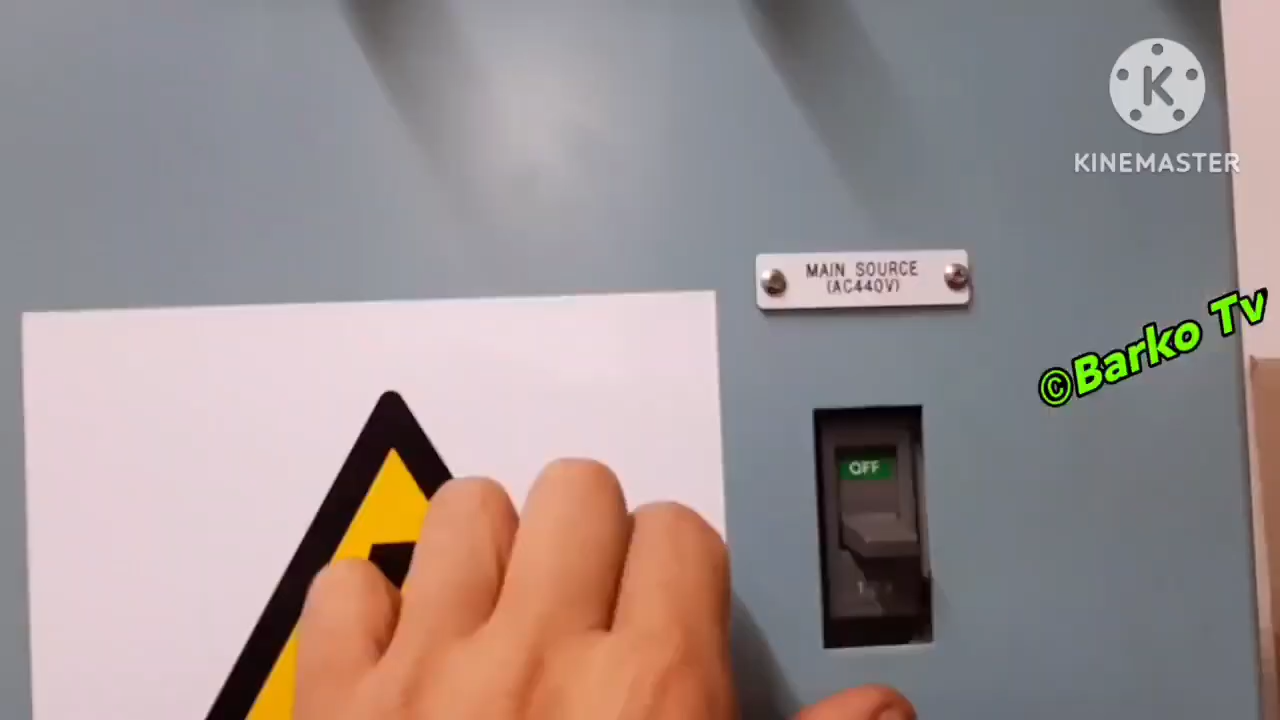 K
KINEMASTER
MAIN SOURCE
(AC440V)
©Barko Tv
OFF